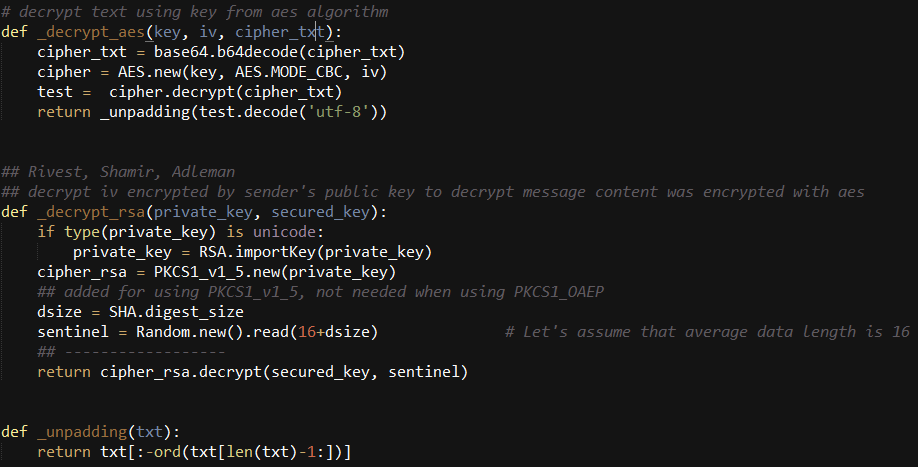 # decrypt text using key from aes algorithm
def _decrypt_aes(key, iv, cipher_txt):
    cipher_txt = base64.b64decode(cipher_txt)
    cipher = AES.new(key, AES.MODE_CBC, iv)
    test =  cipher.decrypt(cipher_txt)
    return _unpadding(test.decode('utf-8'))
## Rivest, Shamir, Adleman
## decrypt iv encrypted by sender's public key to decrypt message content was encrypted with aes
def _decrypt_rsa(private_key, secured_key):
    if type(private_key) is unicode:
        private_key = RSA.importKey(private_key)
    cipher_rsa = PKCS1_v1_5.new(private_key)
    ## added for using PKCS1_v1_5, not needed when using PKCS1_OAEP
    dsize = SHA.digest_size
    sentinel = Random.new().read(16+dsize)              # Let's assume that average data length is 16
    ## ------------------
    return cipher_rsa.decrypt(secured_key, sentinel)
def _unpadding(txt):
    return txt[:-ord(txt[len(txt)-1:])]